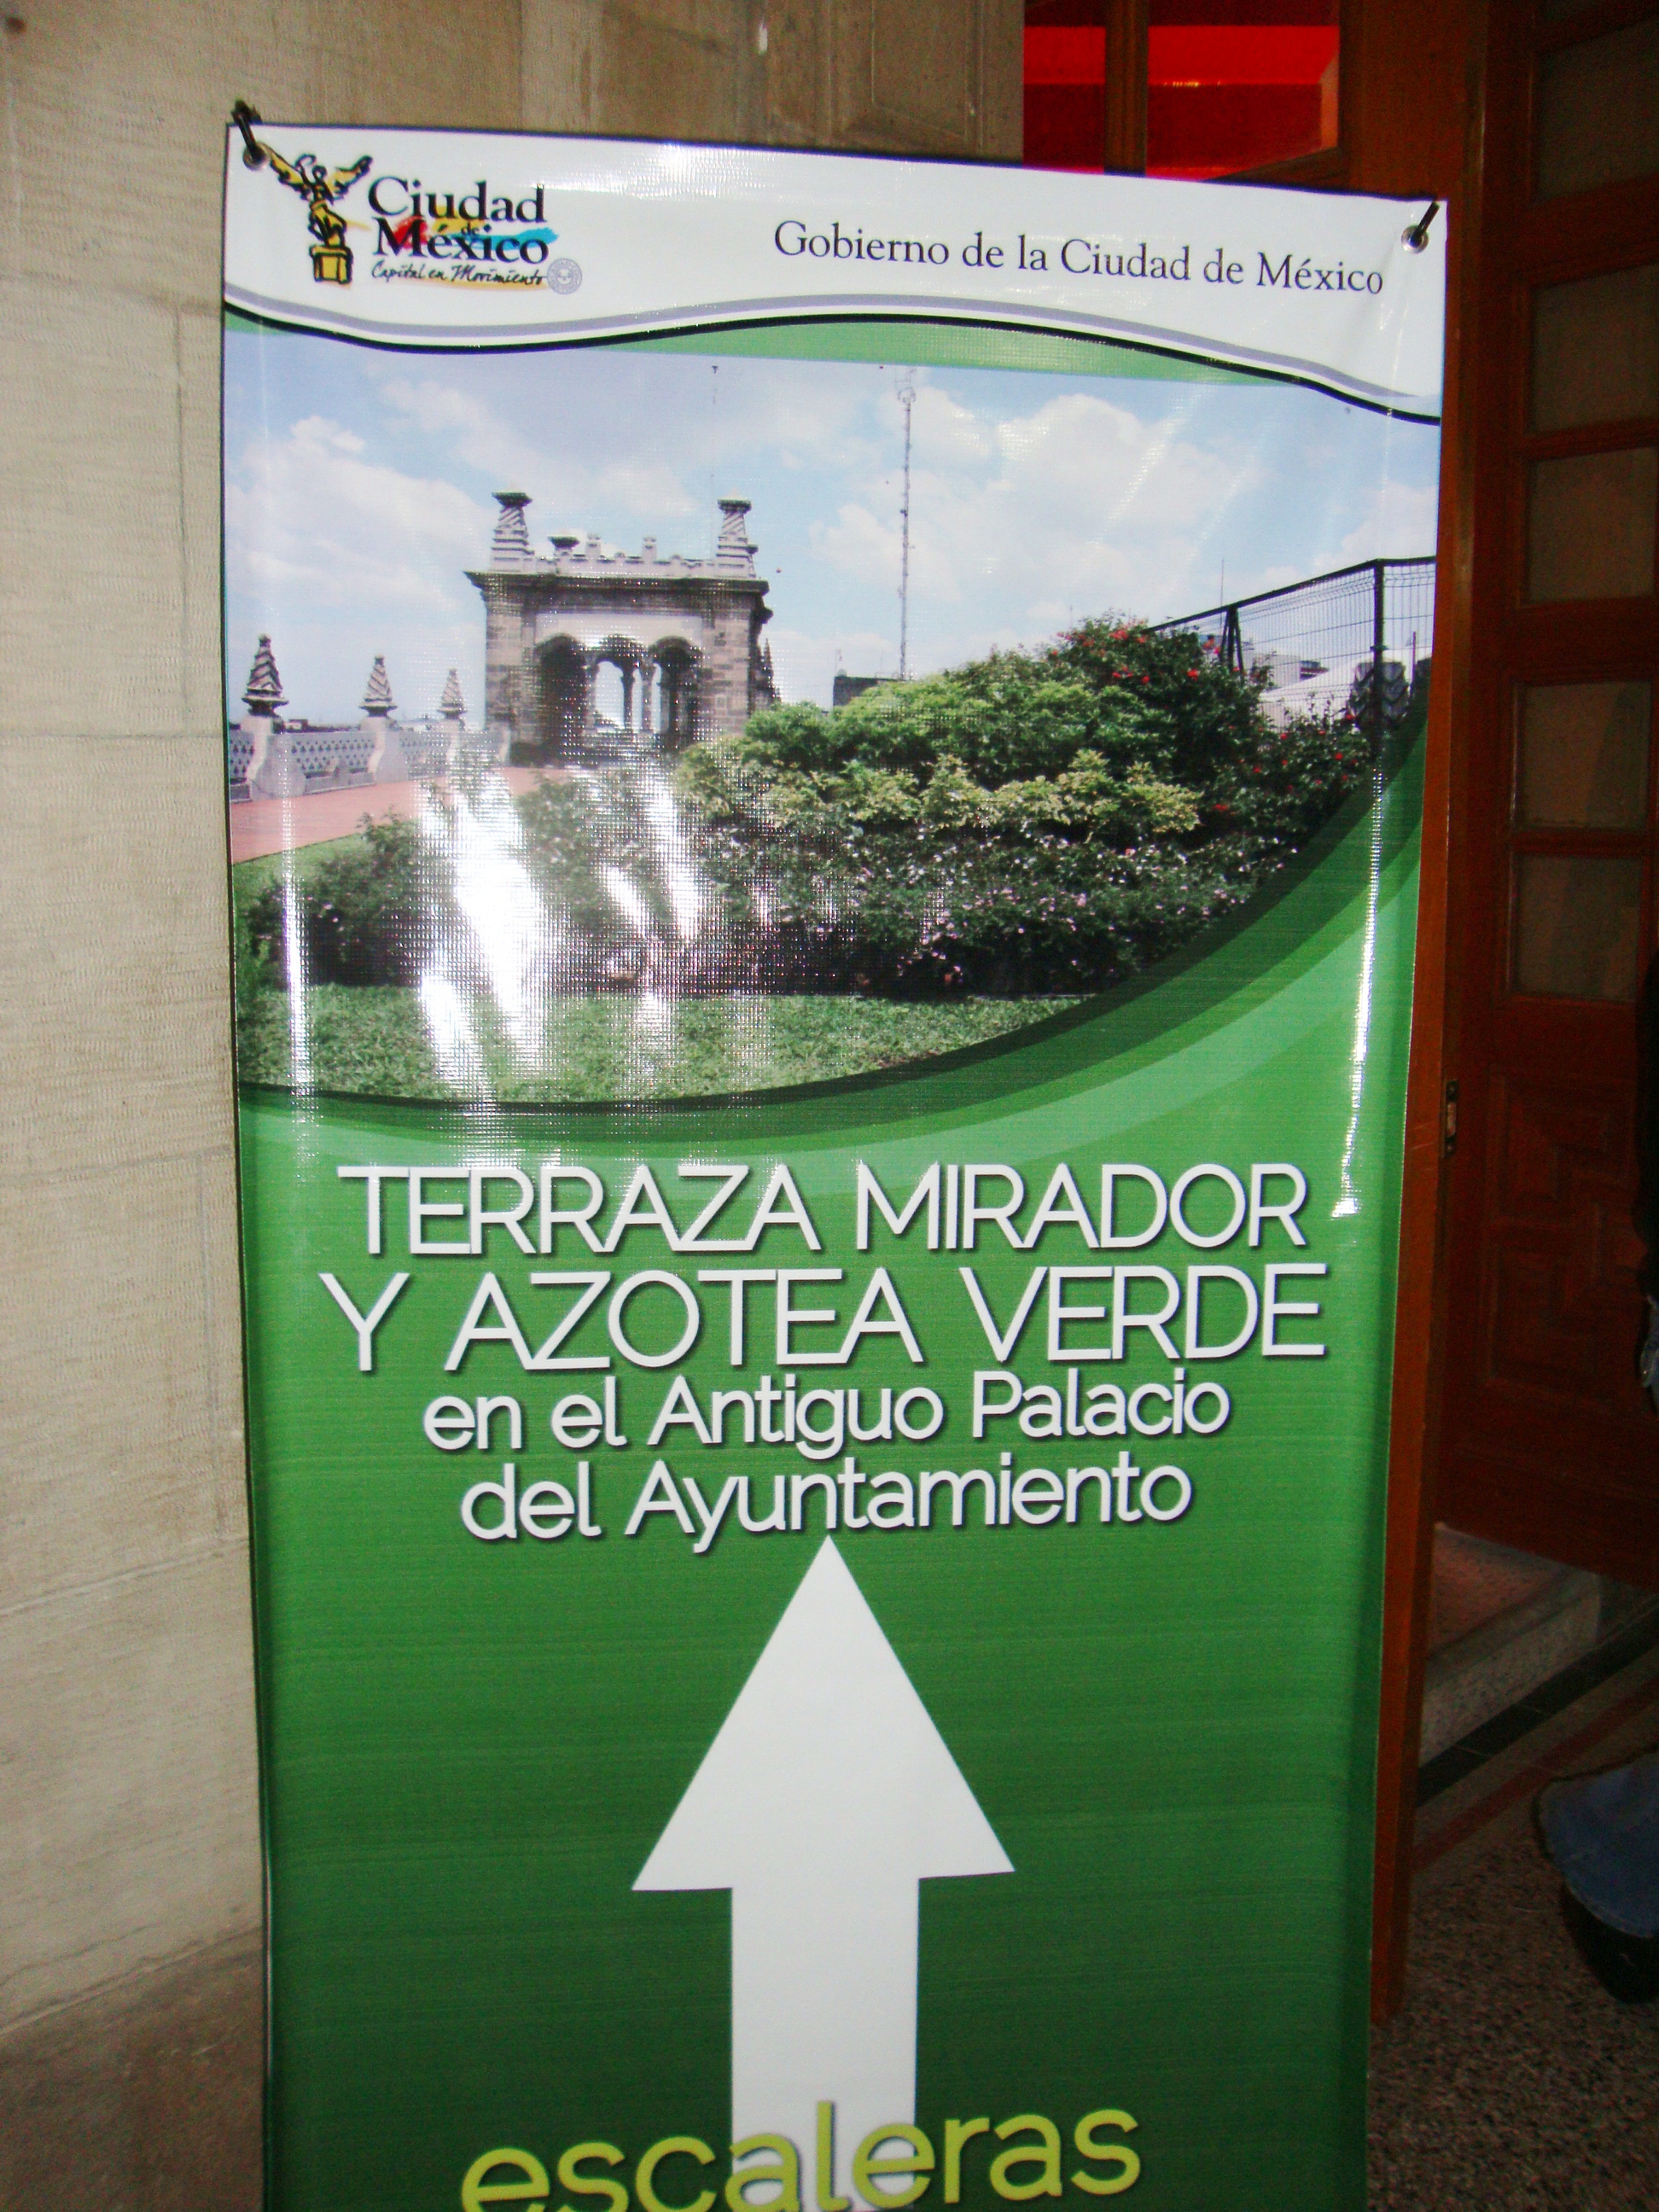 Ciudad
de
México
Capital en Movimiento
Gobierno de la Ciudad de México
TERRAZA MIRADOR
Y AZOTEA VERDE
en el Antiguo Palacio
del Ayuntamiento
escaleras